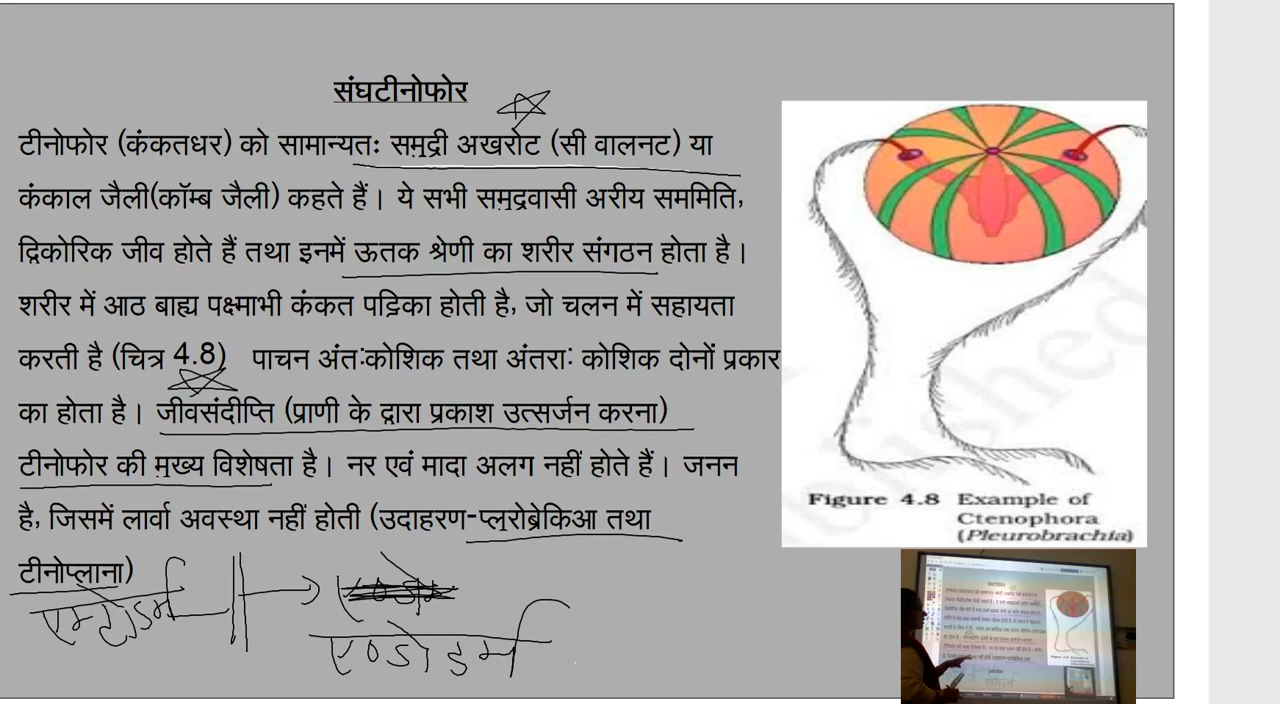 संघटीनोफोर
टीनोफोर (कंकतधर) को सामान्यतः समुद्री अखरोट (सी वालनट) या
कंकाल जैली(कॉम्ब जैली) कहते हैं। ये सभी समुद्रवासी अरीय सममिति,
द्विकोरिक जीव होते हैं तथा इनमें ऊतक श्रेणी का शरीर संगठन होता है।
शरीर में आठ बाह्य पक्ष्माभी कंकत पट्टिका होती है, जो चलन में सहायता
करती है (चित्र 4.8) पाचन अंत:कोशिक तथा अंतरा: कोशिक दोनों प्रकार
का होता है। जीवसंदीप्ति (प्राणी के द्वारा प्रकाश उत्सर्जन करना)
टीनोफोर की मुख्य विशेषता है। नर एवं मादा अलग नहीं होते हैं। जनन
है, जिसमें लार्वा अवस्था नहीं होती (उदाहरण-प्लूरोब्रेकिआ तथा
टीनोप्लाना)
एण्डोडर्म
Figure 4.8 Example of
Ctenophora
(Pleurobrachia)